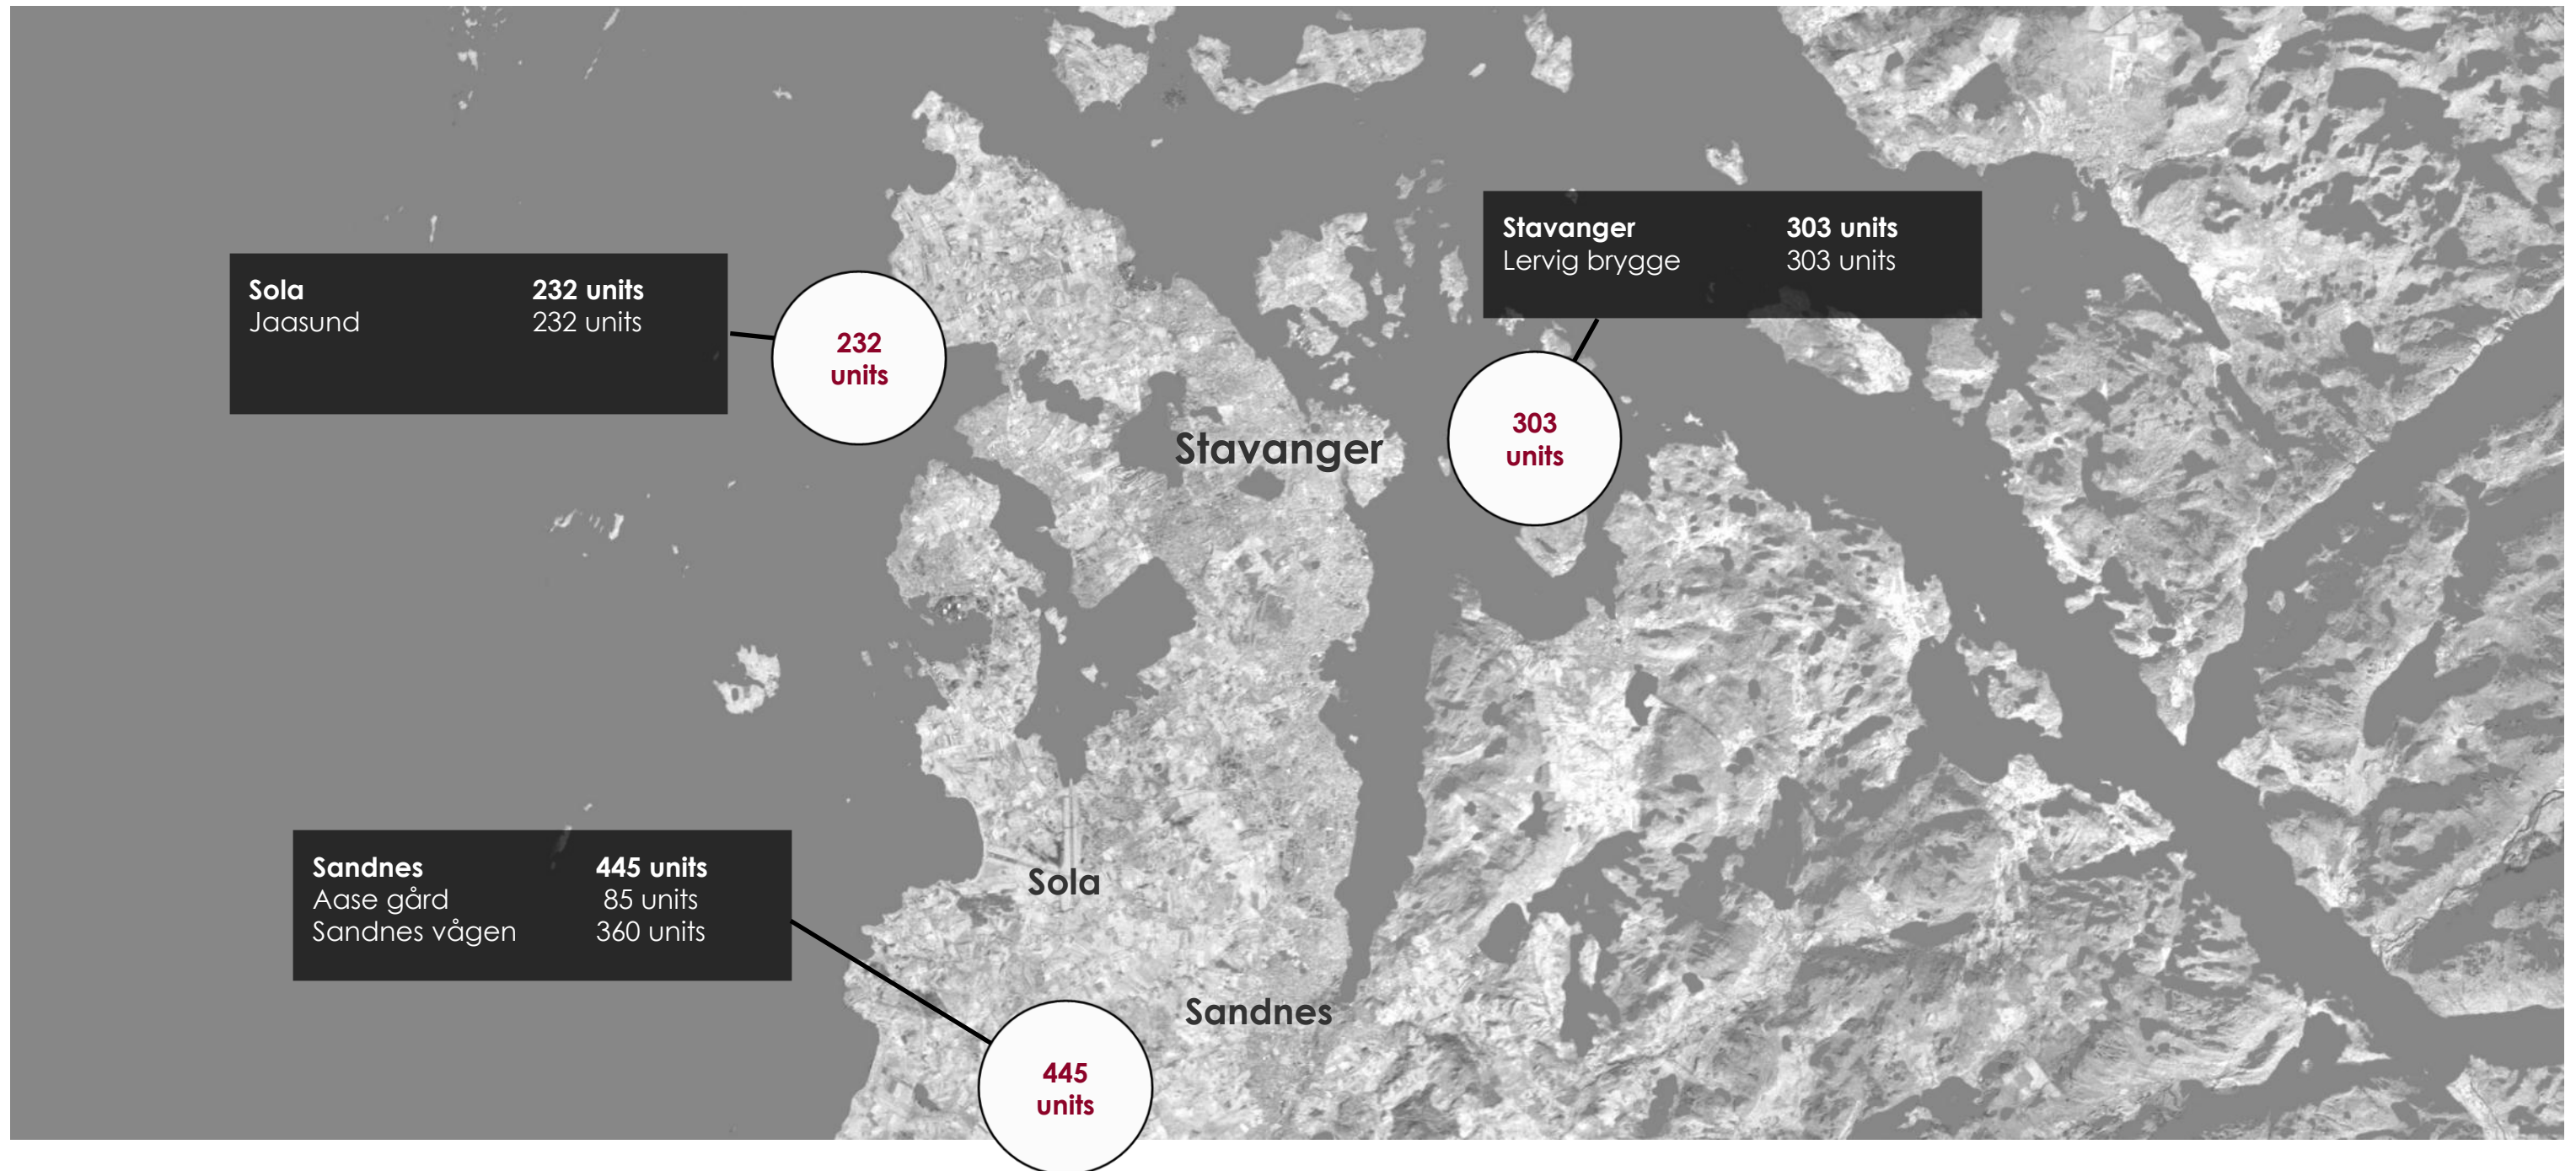 Stavanger 303 units
Lervig brygge 303 units
Sola 232 units
Jaasund 232 units
232
units
303
units
Stavanger
Sandnes 445 units
Aase gård 85 units
Sandnes vågen 360 units
Sola
Sandnes
445
units